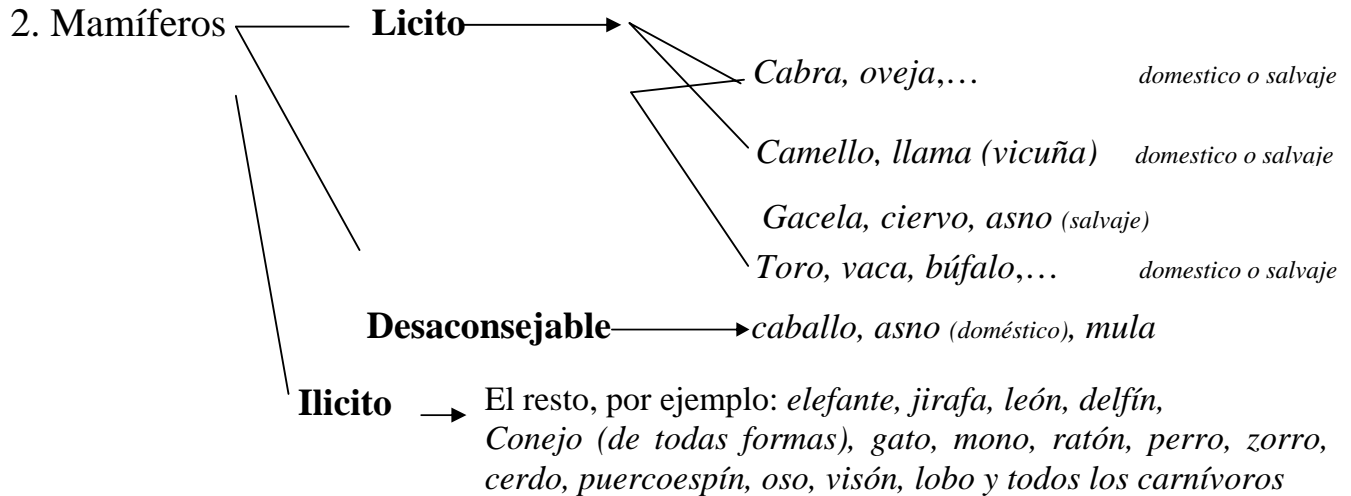 2. Mamíferos Licito
Cabra, oveja,… domestico o salvaje
Camello, llama (vicuña) domestico o salvaje
Gacela, ciervo, asno (salvaje)
Toro, vaca, búfalo,… domestico o salvaje
Desaconsejable caballo, asno (doméstico), mula
Ilicito El resto, por ejemplo: elefante, jirafa, león, delfín,
Conejo (de todas formas), gato, mono, ratón, perro, zorro,
cerdo, puercoespín, oso, visón, lobo y todos los carnívoros